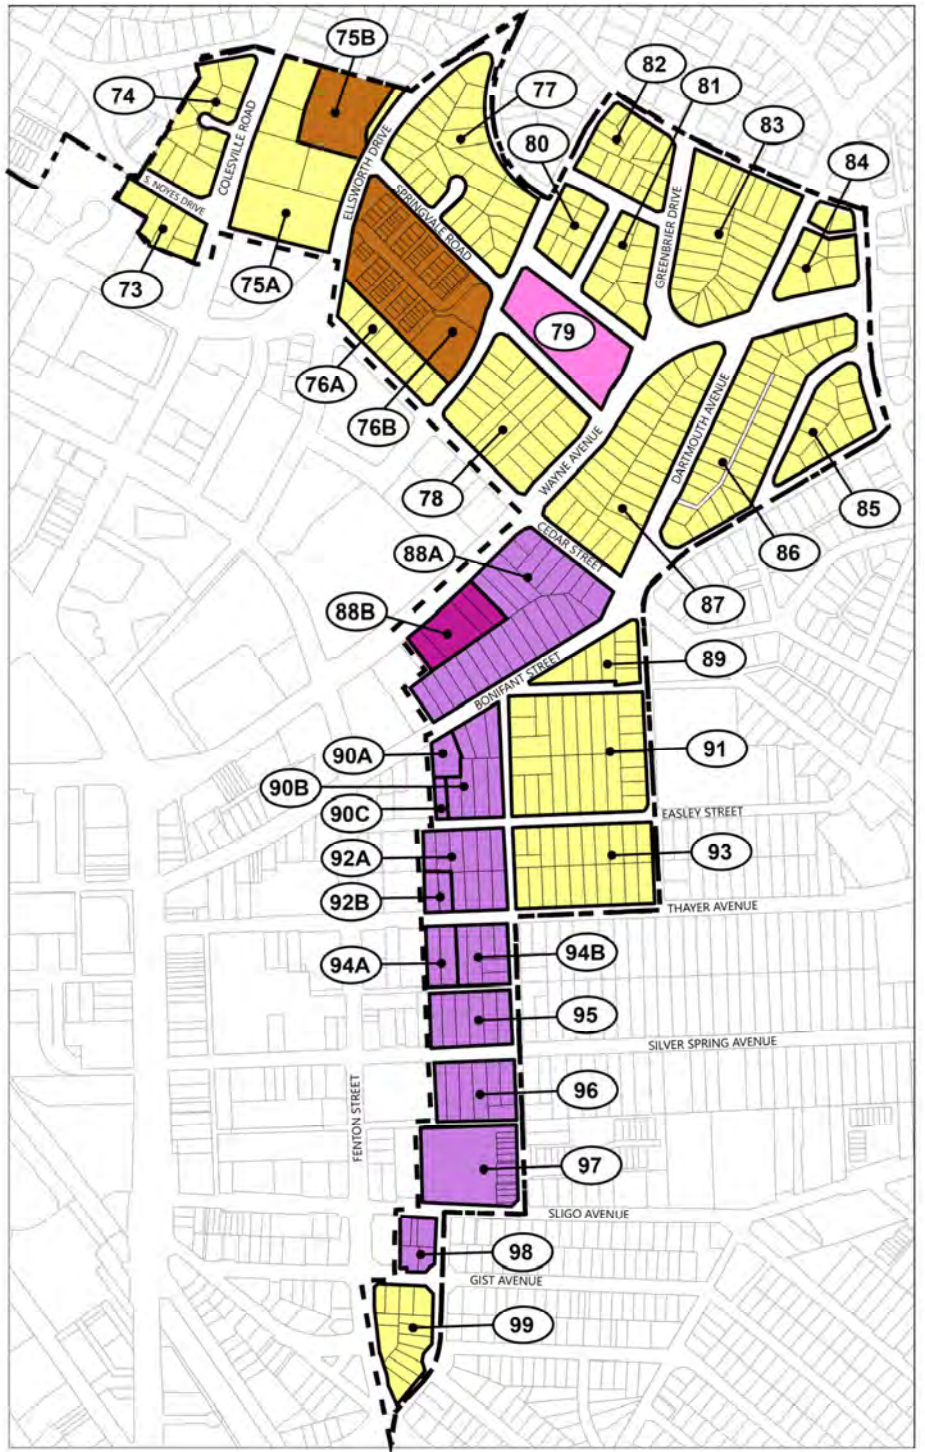 75B
82
81
74
77
83
80
84
COLESVILLE ROAD
ELLSWORTH DRIVE
S. NOYES DRIVE
SPRINGVALE ROAD
GREENBRIER DRIVE
73
75A
79
76A
76B
DARTMOUTH AVENUE
WAYNE AVENUE
78
85
88A
CEDAR STREET
86
88B
87
89
BONIFANT STREET
90A
91
90B
90C
EASLEY STREET
92A
93
92B
THAYER AVENUE
94A
94B
95
SILVER SPRING AVENUE
96
FENTON STREET
97
SLIGO AVENUE
98
GIST AVENUE
99